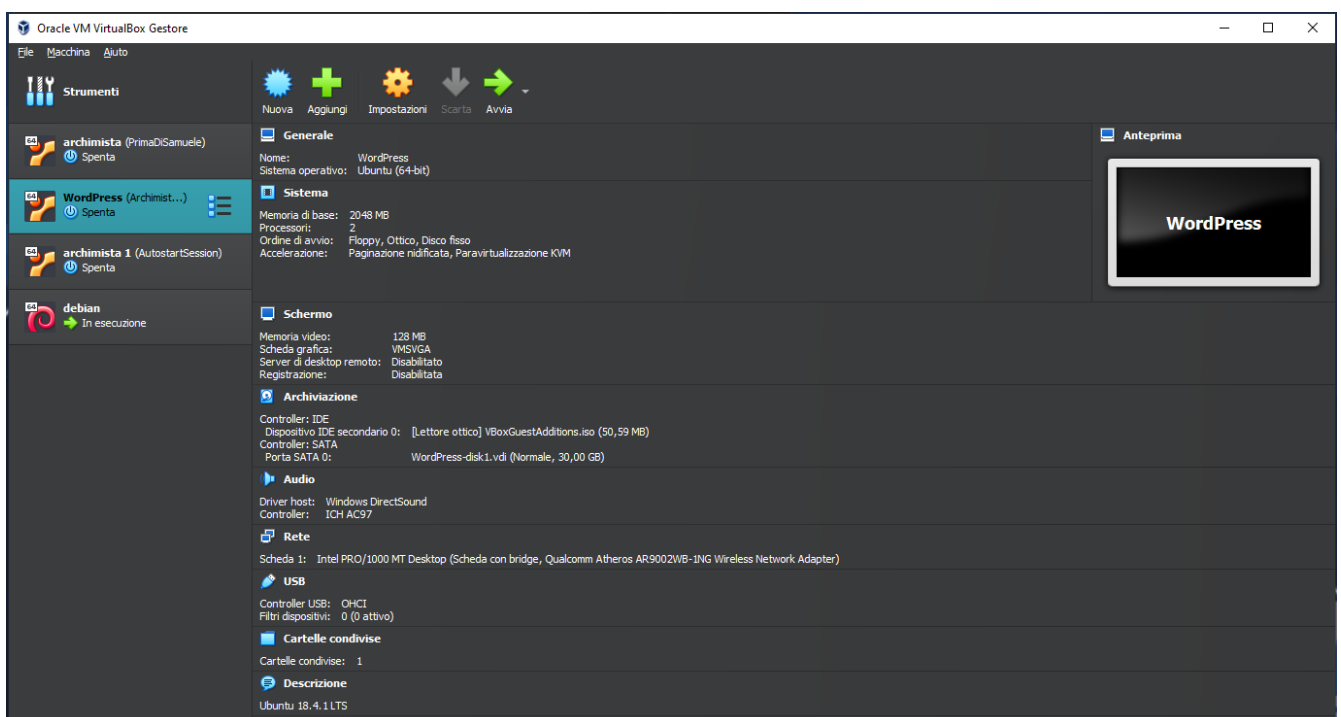 Oracle VM VirtualBox Gestore
File Macchina Aiuto
Strumenti
Nuova Aggiungi Impostazioni Scarta Avvia
64 archimista (PrimaDiSamuele)
Spenta
64 WordPress (Archimist...)
Spenta
64 archimista 1 (AutostartSession)
Spenta
64 debian
In esecuzione
Generale
Nome: WordPress
Sistema operativo: Ubuntu (64-bit)
Sistema
Memoria di base: 2048 MB
Processori: 2
Ordine di avvio: Floppy, Ottico, Disco fisso
Accelerazione: Paginazione nidificata, Paravirtualizzazione KVM
Anteprima
WordPress
Schermo
Memoria video: 128 MB
Scheda grafica: VMSVGA
Server di desktop remoto: Disabilitato
Registrazione: Disabilitata
Archiviazione
Controller: IDE
Dispositivo IDE secondario 0: [Lettore ottico] VBoxGuestAdditions.iso (50,59 MB)
Controller: SATA
Porta SATA 0: WordPress-disk1.vdi (Normale, 30,00 GB)
Audio
Driver host: Windows DirectSound
Controller: ICH AC97
Rete
Scheda 1: Intel PRO/1000 MT Desktop (Scheda con bridge, Qualcomm Atheros AR9002WB-1NG Wireless Network Adapter)
USB
Controller USB: OHCI
Filtri dispositivi: 0 (0 attivo)
Cartelle condivise
Cartelle condivise: 1
Descrizione
Ubuntu 18.4.1 LTS